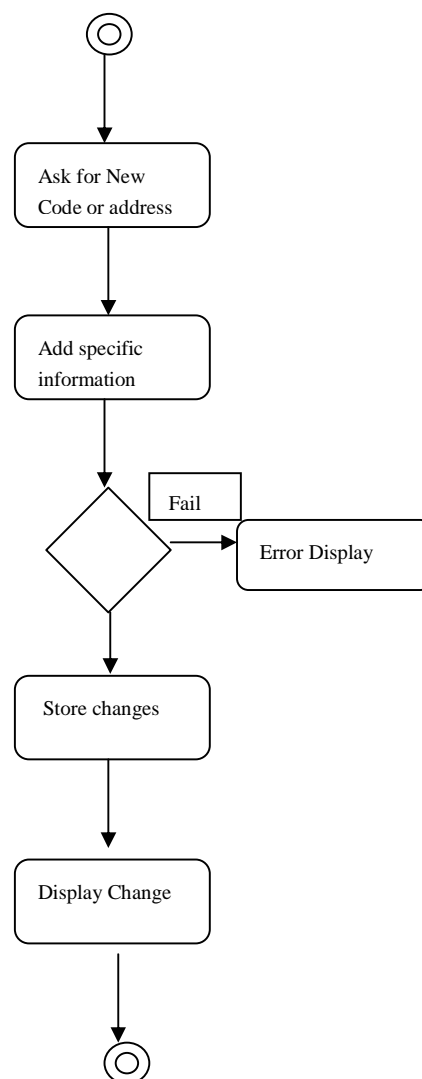 Ask for New
Code or address
Add specific
information
Fail
Error Display
Store changes
Display Change